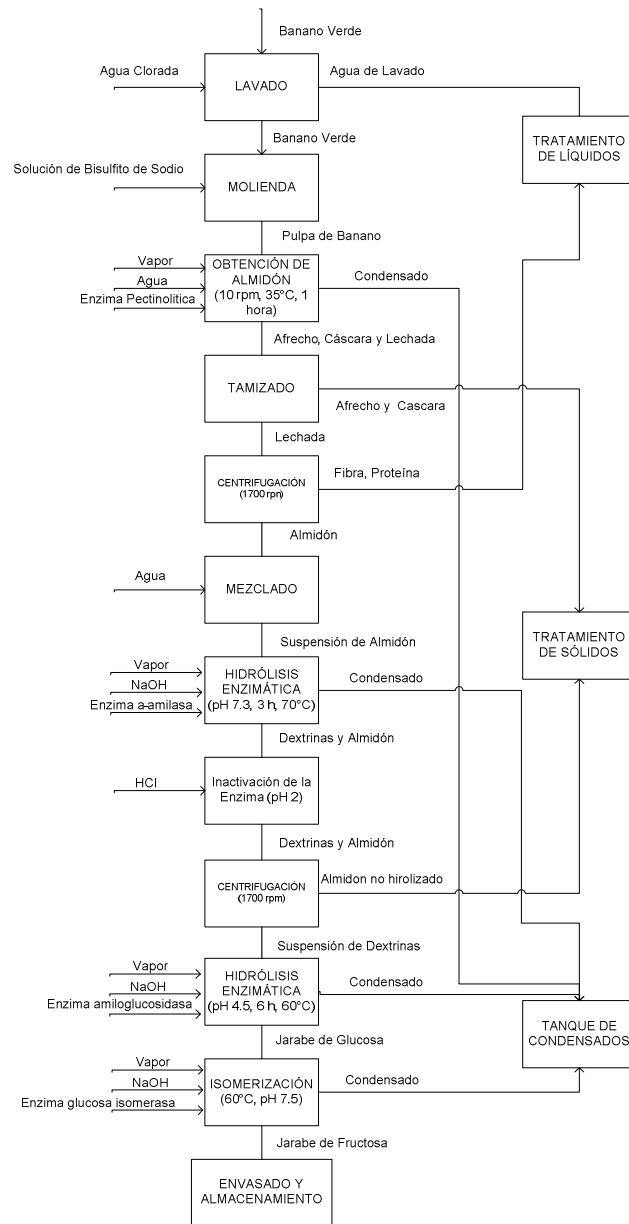 Banano Verde
Agua Clorada
LAVADO
Agua de Lavado
Banano Verde
TRATAMIENTO
DE LÍQUIDOS
Solución de Bisulfito de Sodio
MOLIENDA
Pulpa de Banano
Vapor
Agua
Enzima Pectinolitica
OBTENCIÓN DE
ALMIDÓN
(10 rpm, 35°C, 1
hora)
Condensado
Afrecho, Cáscara y Lechada
TAMIZADO
Afrecho y Cascara
Lechada
CENTRIFUGACIÓN
(1700 rpn)
Fibra, Proteína
Almidón
Agua
MEZCLADO
Suspensión de Almidón
TRATAMIENTO
DE SÓLIDOS
Vapor
NaOH
Enzima a-amilasa
HIDRÓLISIS
ENZIMÁTICA
(pH 7.3, 3 h, 70°C)
Condensado
Dextrinas y Almidón
HCl
Inactivación de la
Enzima (pH 2)
Dextrinas y Almidón
CENTRIFUGACIÓN
(1700 rpm)
Almidon no hirolizado
Suspensión de Dextrinas
Vapor
NaOH
Enzima amiloglucosidasa
HIDRÓLISIS
ENZIMÁTICA
(pH 4.5, 6 h, 60°C)
Condensado
Jarabe de Glucosa
TANQUE DE
CONDENSADOS
Vapor
NaOH
Enzima glucosa isomerasa
ISOMERIZACIÓN
(60°C, pH 7.5)
Condensado
Jarabe de Fructosa
ENVASADO Y
ALMACENAMIENTO